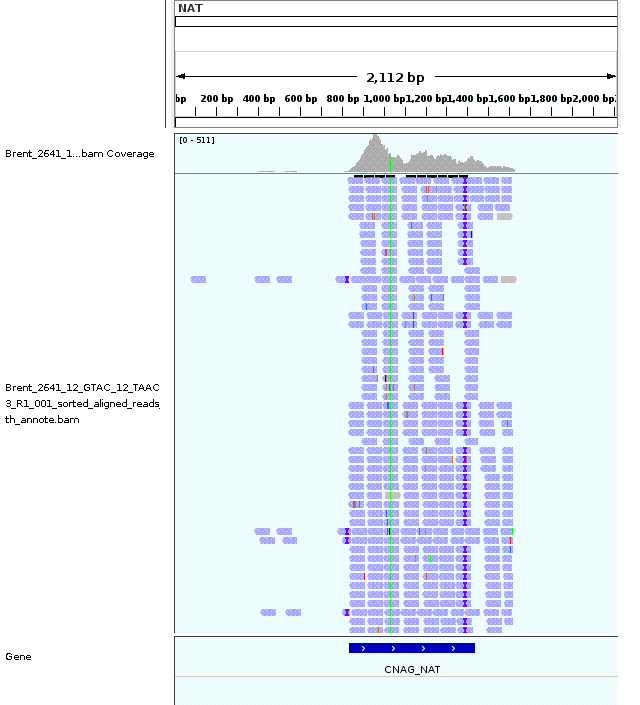 NAT
2,112 bp
bp 200 bp 400 bp 600 bp 800 bp 1,000 bp 1,200 bp 1,400 bp 1,600 bp 1,800 bp 2,000 bp
[0 - 511]
Brent_2641_1...bam Coverage
Brent_2641_12_GTAC_12_TAAC
3_R1_001_sorted_aligned_reads_
th_annote.bam
Gene
CNAG_NAT